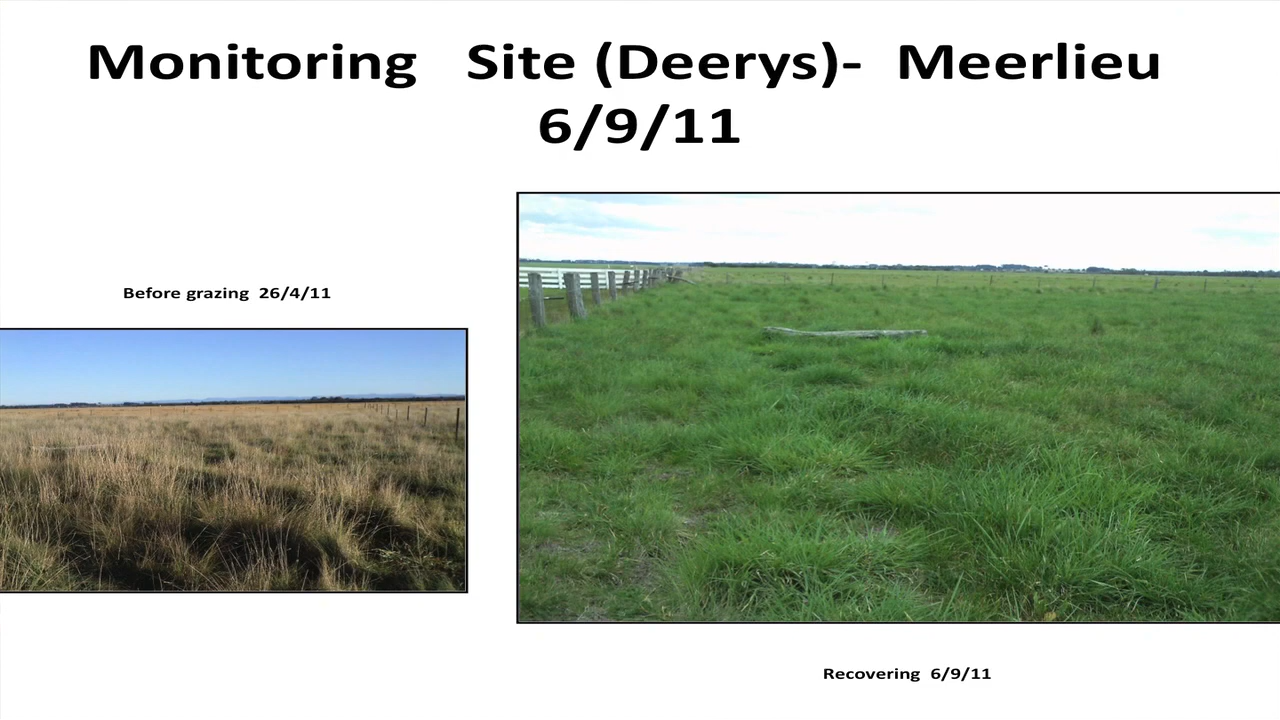 Monitoring Site (Deerys)- Meerlieu
6/9/11
Before grazing 26/4/11
Recovering 6/9/11